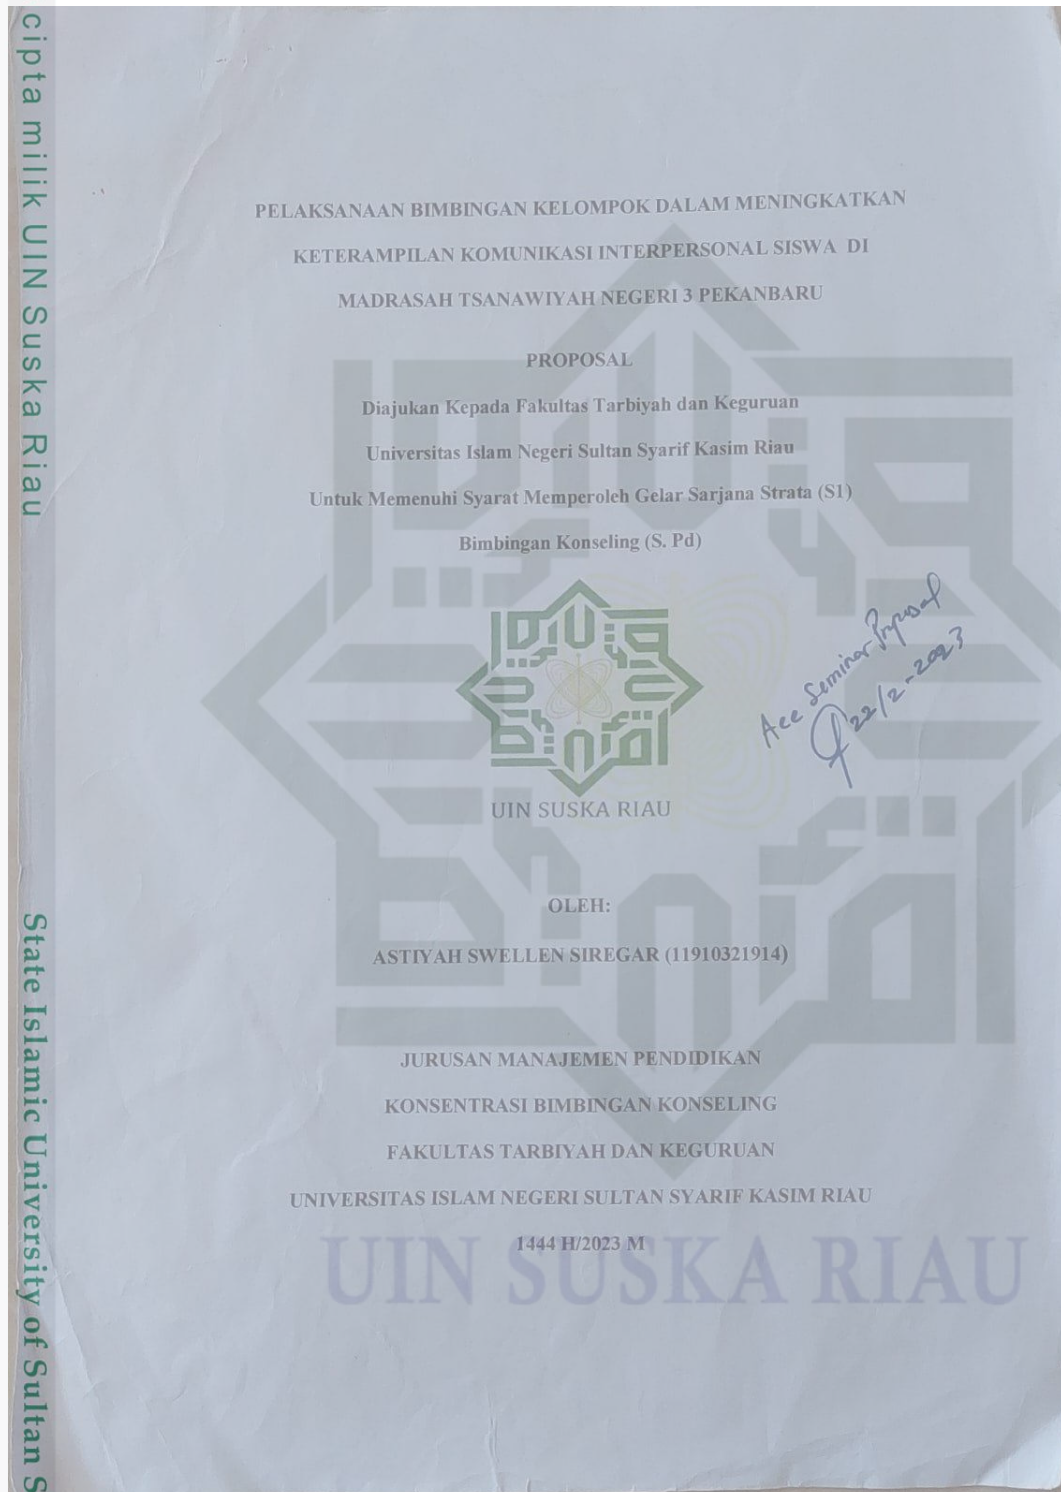 cipta milik UIN Suska Riau
State Islamic University of Sultan S
PELAKSANAAN BIMBINGAN KELOMPOK DALAM MENINGKATKAN
KETERAMPILAN KOMUNIKASI INTERPERSONAL SISWA DI
MADRASAH TSANAWIYAH NEGERI 3 PEKANBARU
PROPOSAL
Diajukan Kepada Fakultas Tarbiyah dan Keguruan
Universitas Islam Negeri Sultan Syarif Kasim Riau
Untuk Memenuhi Syarat Memperoleh Gelar Sarjana Strata (S1)
Bimbingan Konseling (S. Pd)
Acc Seminar Proposal
22/2-2023
UIN SUSKA RIAU
OLEH:
ASTIYAH SWELLEN SIREGAR (11910321914)
JURUSAN MANAJEMEN PENDIDIKAN
KONSENTRASI BIMBINGAN KONSELING
FAKULTAS TARBIYAH DAN KEGURUAN
UNIVERSITAS ISLAM NEGERI SULTAN SYARIF KASIM RIAU
1444 H/2023 M
UIN SUSKA RIAU